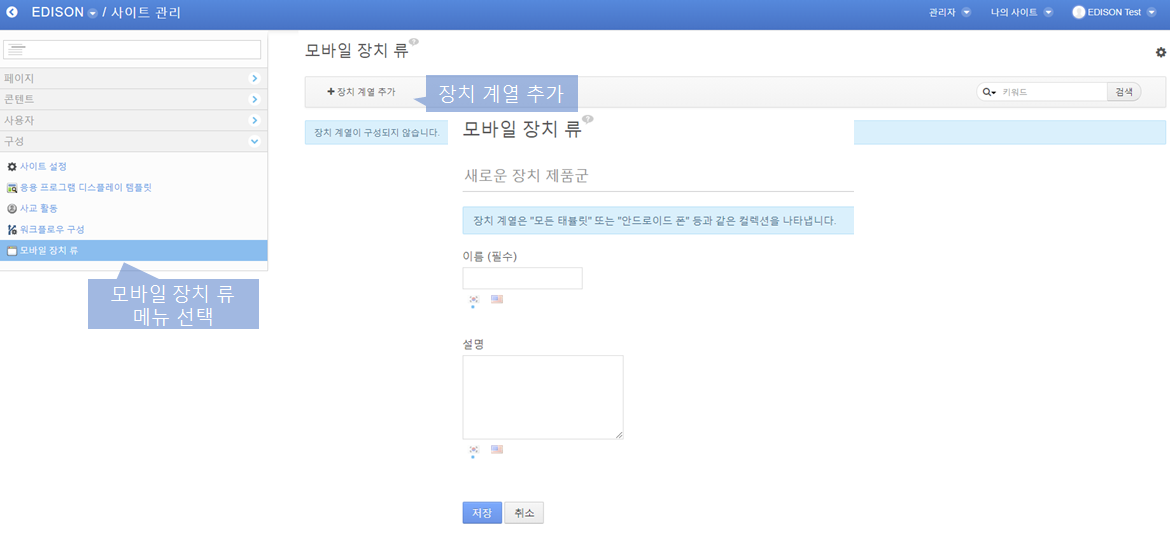 EDISON / 사이트 관리
관리자 나의 사이트 EDISON Test
페이지
콘텐트
사용자
구성
사이트 설정
응용 프로그램 디스플레이 템플릿
사교 활동
워크플로우 구성
모바일 장치 류
모바일 장치 류
메뉴 선택
모바일 장치 류
장치 계열 추가
장치 계열 추가
키워드 검색
장치 계열이 구성되지 않습니다.
모바일 장치 류
새로운 장치 제품군
장치 계열은 "모든 태블릿" 또는 "안드로이드 폰" 등과 같은 컬렉션을 나타냅니다.
이름 (필수)
설명
저장 취소